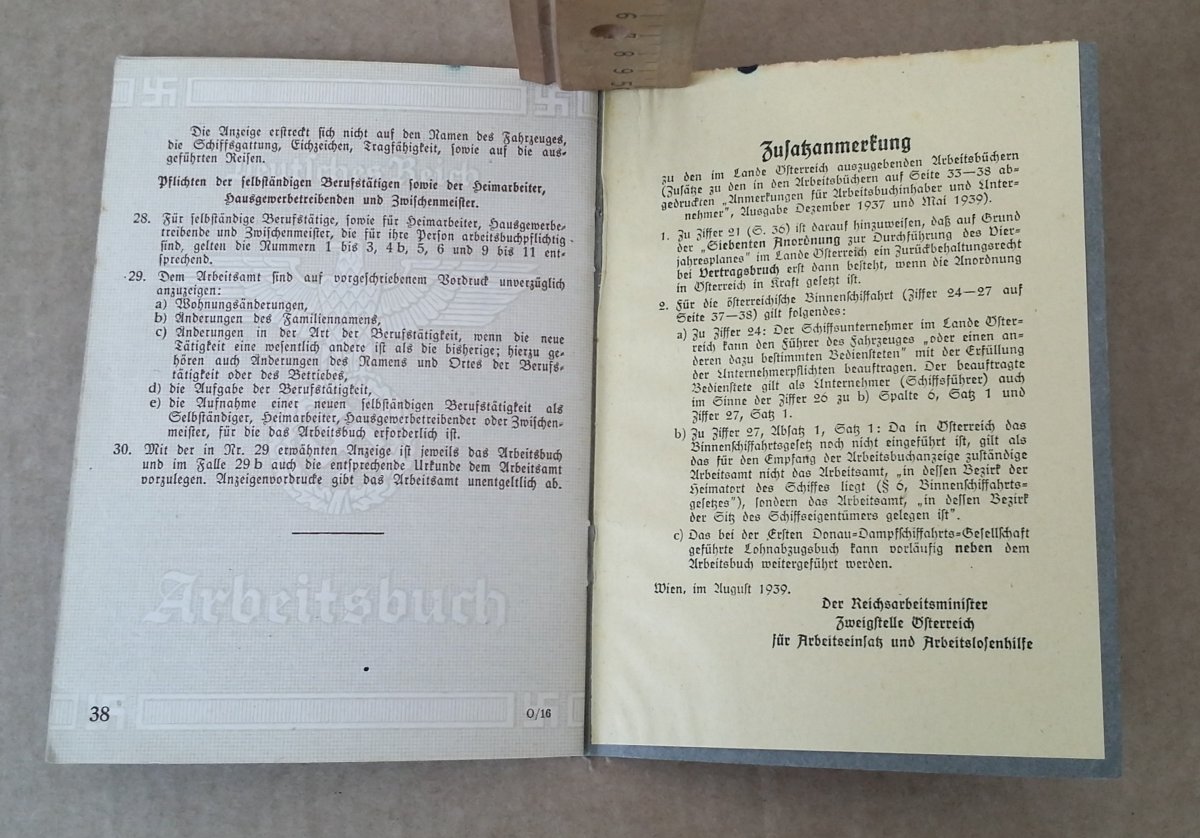 Die Anzeige erstreckt sich nicht auf den Namen des Fahrzeuges,
die Schiffsgattung, Eichzeichen, Tragfähigkeit, sowie auf die aus-
geführten Reisen.
Deutsches Reich
Pflichten der selbständigen Berufstätigen sowie der Heimarbeiter,
Hausgewerbetreibenden und Zwischenmeister.
28. Für selbständige Berufstätige, sowie für Heimarbeiter, Hausgewerbe-
treibende und Zwischenmeister, die für ihre Person arbeitsbuchpflichtig
sind, gelten die Nummern 1 bis 3, 4 b, 5, 6 und 9 bis 11 ent-
sprechend.
29. Dem Arbeitsamt sind auf vorgeschriebenem Vordruck unverzüglich
anzuzeigen:
a) Wohnungsänderungen,
b) Änderungen des Familiennamens,
c) Änderungen in der Art der Berufstätigkeit, wenn die neue
Tätigkeit eine wesentlich andere ist als die bisherige; hierzu ge-
hören auch Änderungen des Namens und Ortes der Berufs-
tätigkeit oder des Betriebes,
d) die Aufgabe der Berufstätigkeit,
e) die Aufnahme einer neuen selbständigen Berufstätigkeit als
Selbständiger, Heimarbeiter, Hausgewerbetreibender oder Zwischen-
meister, für die das Arbeitsbuch erforderlich ist.
30. Mit der in Nr. 29 erwähnten Anzeige ist jeweils das Arbeitsbuch
und im Falle 29 b auch die entsprechende Urkunde dem Arbeitsamt
vorzulegen. Anzeigenvordrucke gibt das Arbeitsamt unentgeltlich ab.
Arbeitsbuch
38
O/16
6 7 8 9 5
Zusatzanmerkung
zu den im Lande Österreich auszugebenden Arbeitsbüchern
(Zusätze zu den in den Arbeitsbüchern auf Seite 33—38 ab-
gedruckten „Anmerkungen für Arbeitsbuchinhaber und Unter-
nehmer", Ausgabe Dezember 1937 und Mai 1939).
1. Zu Ziffer 21 (S. 36) ist darauf hinzuweisen, daß auf Grund
der „Siebenten Anordnung zur Durchführung des Vier-
jahresplanes" im Lande Österreich ein Zurückbehaltungsrecht
bei Vertragsbruch erst dann besteht, wenn die Anordnung
in Österreich in Kraft gesetzt ist.
2. Für die österreichische Binnenschiffahrt (Ziffer 24—27 auf
Seite 37—38) gilt folgendes:
a) Zu Ziffer 24: Der Schiffsunternehmer im Lande Öster-
reich kann den Führer des Fahrzeuges „oder einen an-
deren dazu bestimmten Bediensteten" mit der Erfüllung
der Unternehmerpflichten beauftragen. Der beauftragte
Bedienstete gilt als Unternehmer (Schiffsführer) auch
im Sinne der Ziffer 26 zu b) Spalte 6, Satz 1 und
Ziffer 27, Satz 1.
b) Zu Ziffer 27, Absatz 1, Satz 1: Da in Österreich das
Binnenschiffahrtsgesetz noch nicht eingeführt ist, gilt als
das für den Empfang der Arbeitsbuchanzeige zuständige
Arbeitsamt nicht das Arbeitsamt, „in dessen Bezirk der
Heimatort des Schiffes liegt (§ 6, Binnenschiffahrts-
gesetzes"), sondern das Arbeitsamt, „in dessen Bezirk
der Sitz des Schiffseigentümers gelegen ist".
c) Das bei der Ersten Donau-Dampfschiffahrts-Gesellschaft
geführte Lohnabzugsbuch kann vorläufig neben dem
Arbeitsbuch weitergeführt werden.
Wien, im August 1939.
Der Reichsarbeitsminister
Zweigstelle Österreich
für Arbeitseinsatz und Arbeitslosenhilfe